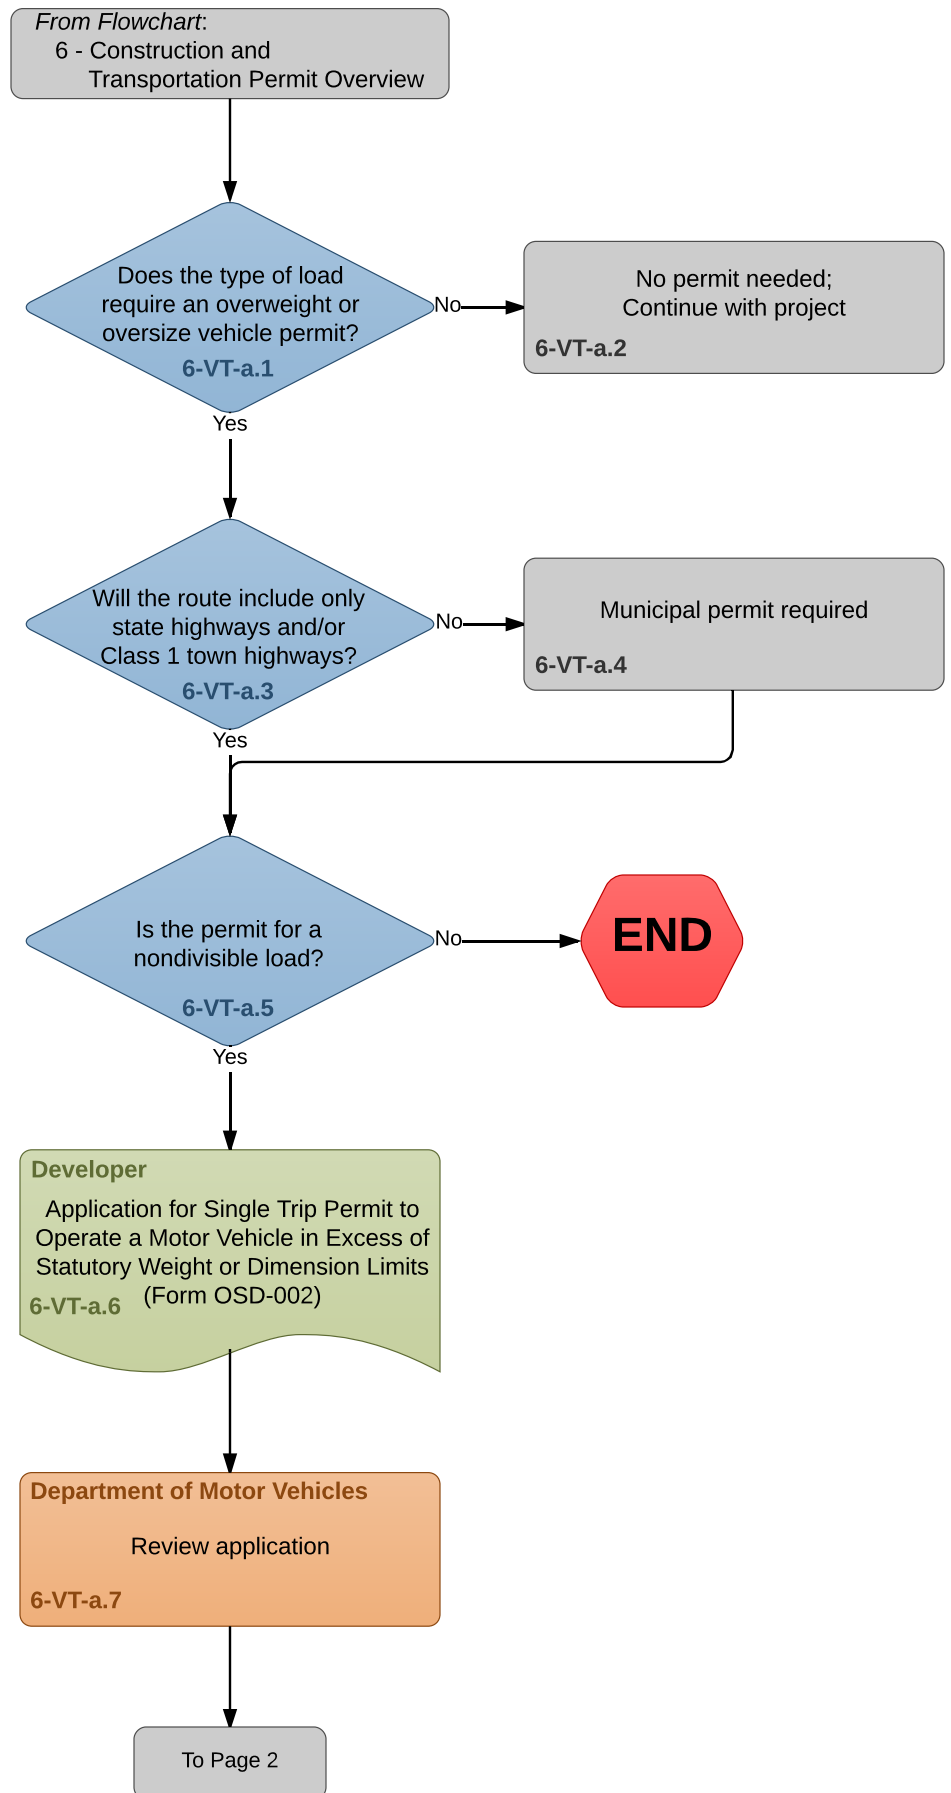 From Flowchart:
6 - Construction and
Transportation Permit Overview
Does the type of load
require an overweight or
oversize vehicle permit?
6-VT-a.1
No
No permit needed;
Continue with project
6-VT-a.2
Yes
Will the route include only
state highways and/or
Class 1 town highways?
6-VT-a.3
No
Municipal permit required
6-VT-a.4
Yes
Is the permit for a
nondivisible load?
6-VT-a.5
No
END
Yes
Developer
Application for Single Trip Permit to
Operate a Motor Vehicle in Excess of
Statutory Weight or Dimension Limits
(Form OSD-002)
6-VT-a.6
Department of Motor Vehicles
Review application
6-VT-a.7
To Page 2